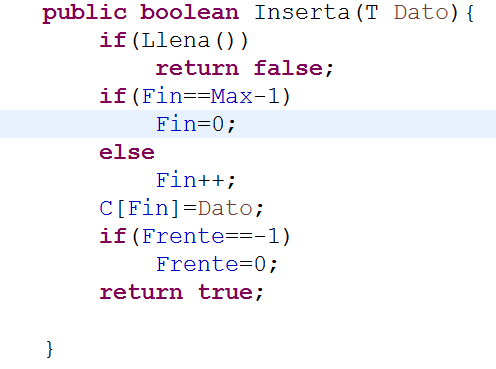 public boolean Inserta(T Dato){
if(Llena())
return false;
if(Fin==Max-1)
Fin=0;
else
Fin++;
C[Fin]=Dato;
if(Frente==-1)
Frente=0;
return true;
}